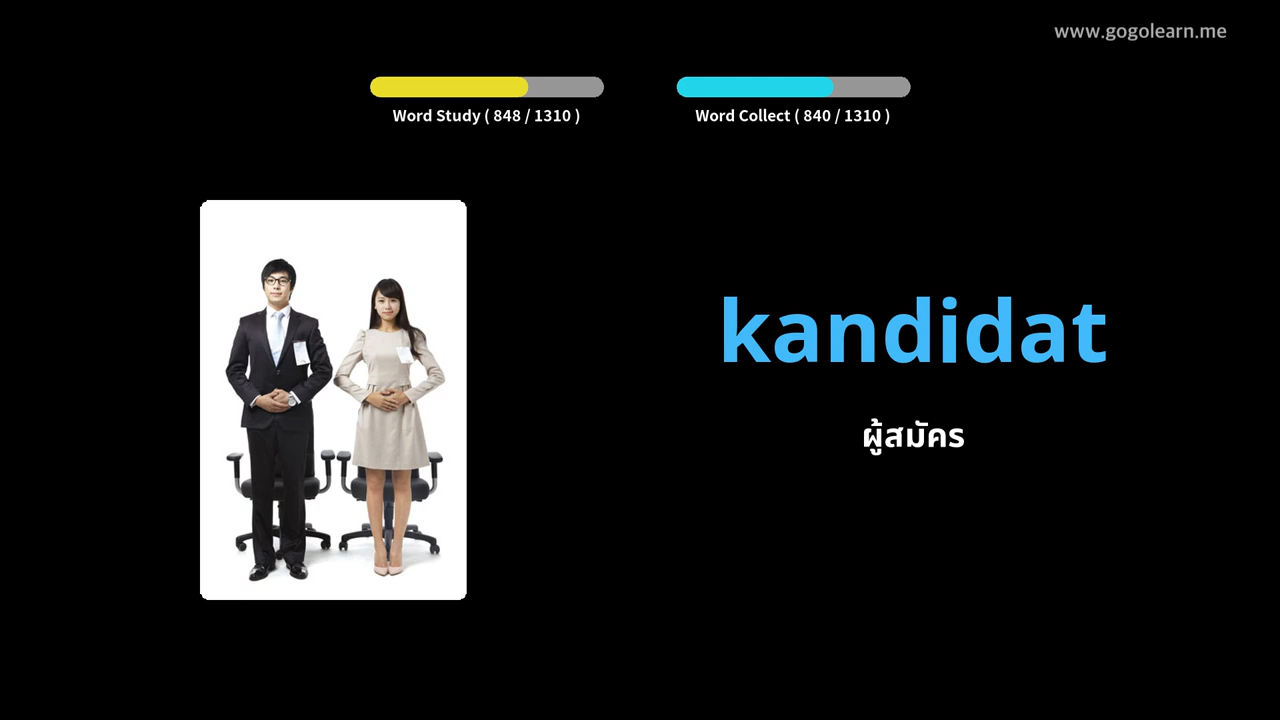 www.gogolearn.me
Word Study ( 848 / 1310 )
Word Collect ( 840 / 1310 )
kandidat
ผู้สมัคร